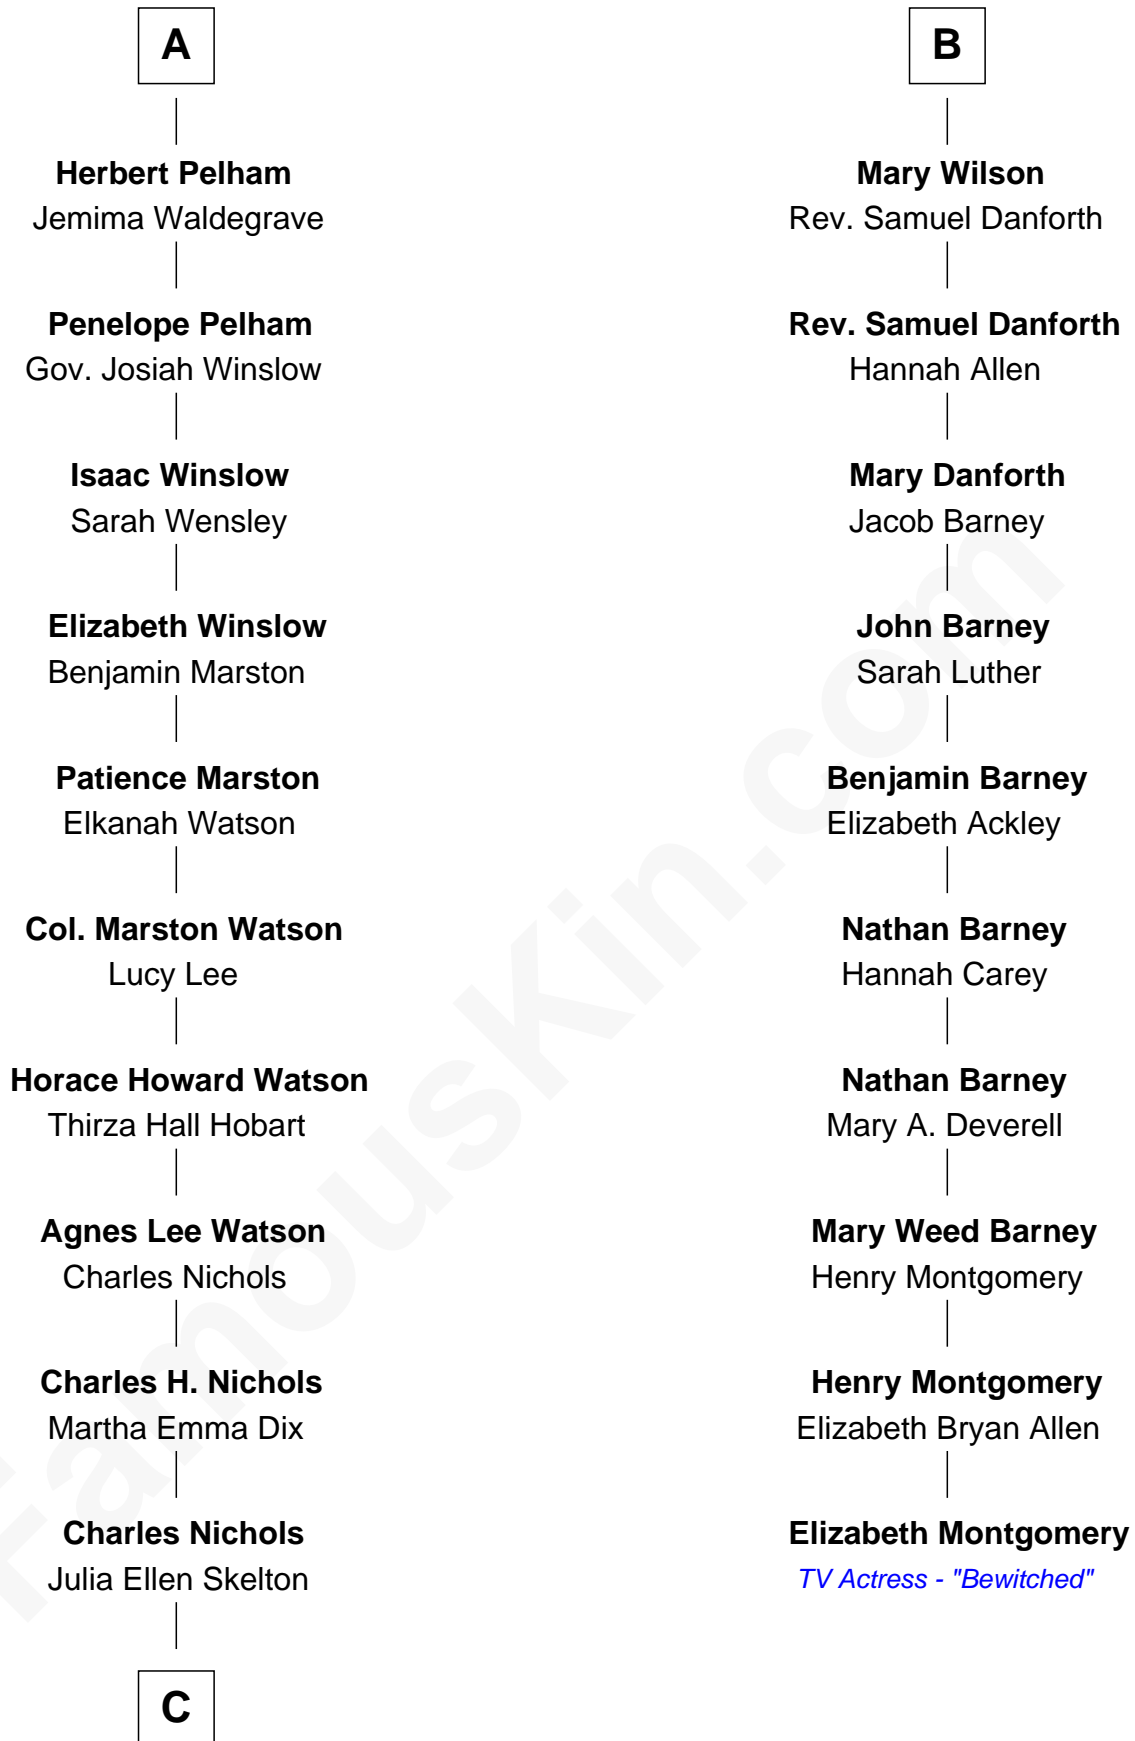 A
Herbert Pelham
Jemima Waldegrave
Penelope Pelham
Gov. Josiah Winslow
Isaac Winslow
Sarah Wensley
Elizabeth Winslow
Benjamin Marston
Patience Marston
Elkanah Watson
Col. Marston Watson
Lucy Lee
Horace Howard Watson
Thirza Hall Hobart
Agnes Lee Watson
Charles Nichols
Charles H. Nichols
Martha Emma Dix
Charles Nichols
Julia Ellen Skelton
C
B
Mary Wilson
Rev. Samuel Danforth
Rev. Samuel Danforth
Hannah Allen
Mary Danforth
Jacob Barney
John Barney
Sarah Luther
Benjamin Barney
Elizabeth Ackley
Nathan Barney
Hannah Carey
Nathan Barney
Mary A. Deverell
Mary Weed Barney
Henry Montgomery
Henry Montgomery
Elizabeth Bryan Allen
Elizabeth Montgomery
TV Actress - "Bewitched"
FamousKin.com